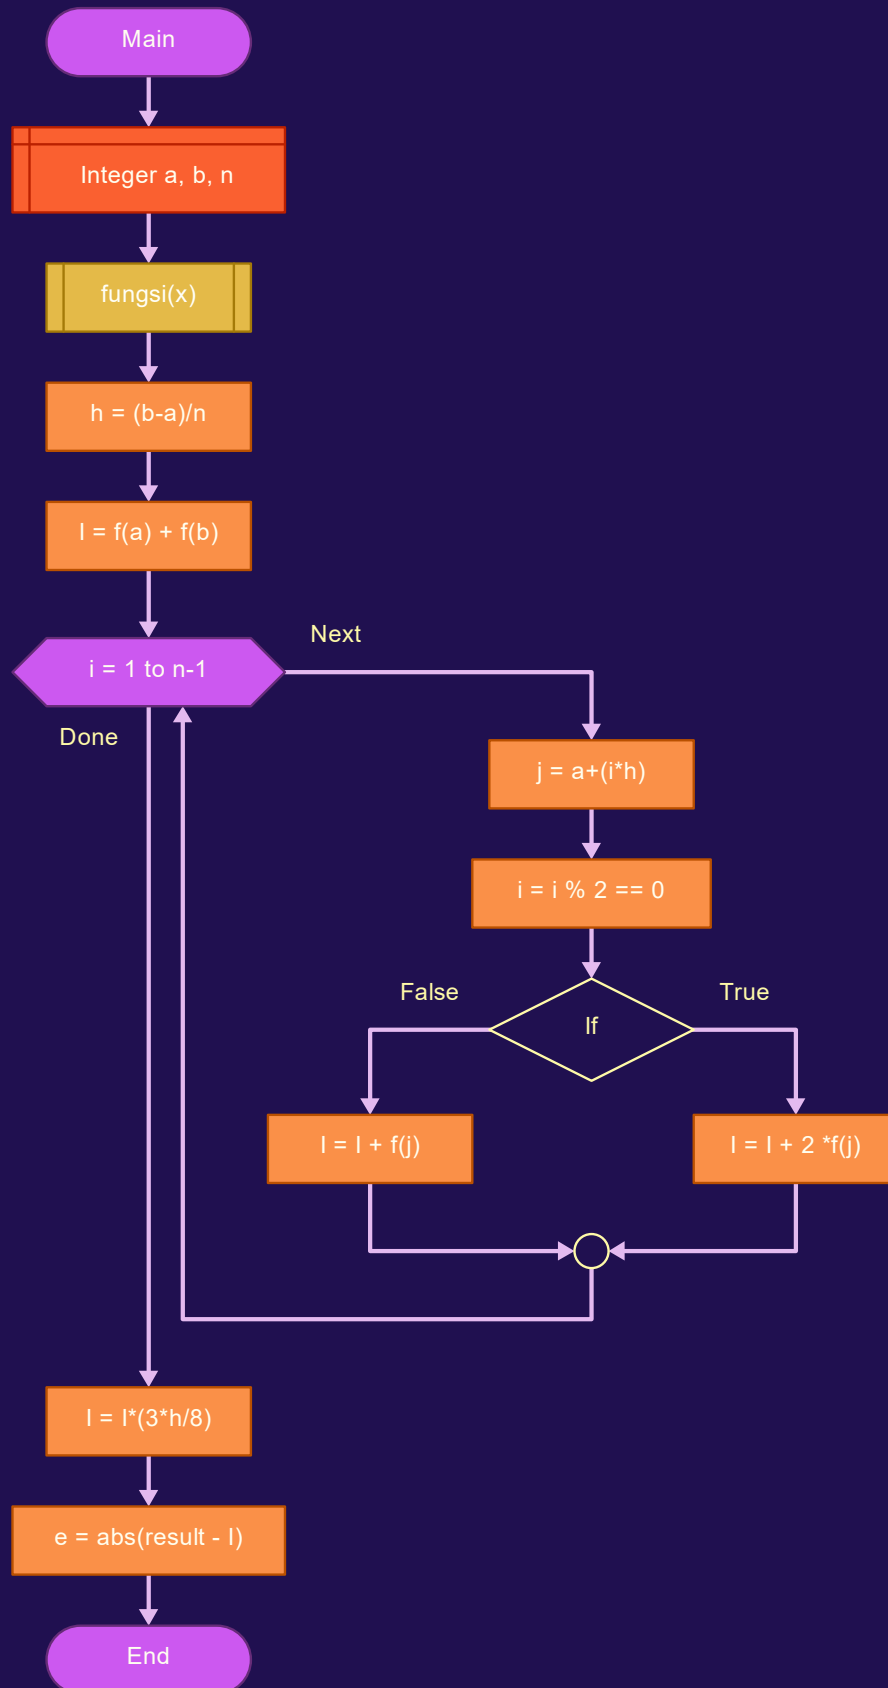 Main
Integer a, b, n
fungsi(x)
h = (b-a)/n
I = f(a) + f(b)
i = 1 to n-1
Next
Done
j = a+(i*h)
i = i % 2 == 0
False
If
True
I = I + f(j)
I = I + 2 *f(j)
I = I*(3*h/8)
e = abs(result - I)
End